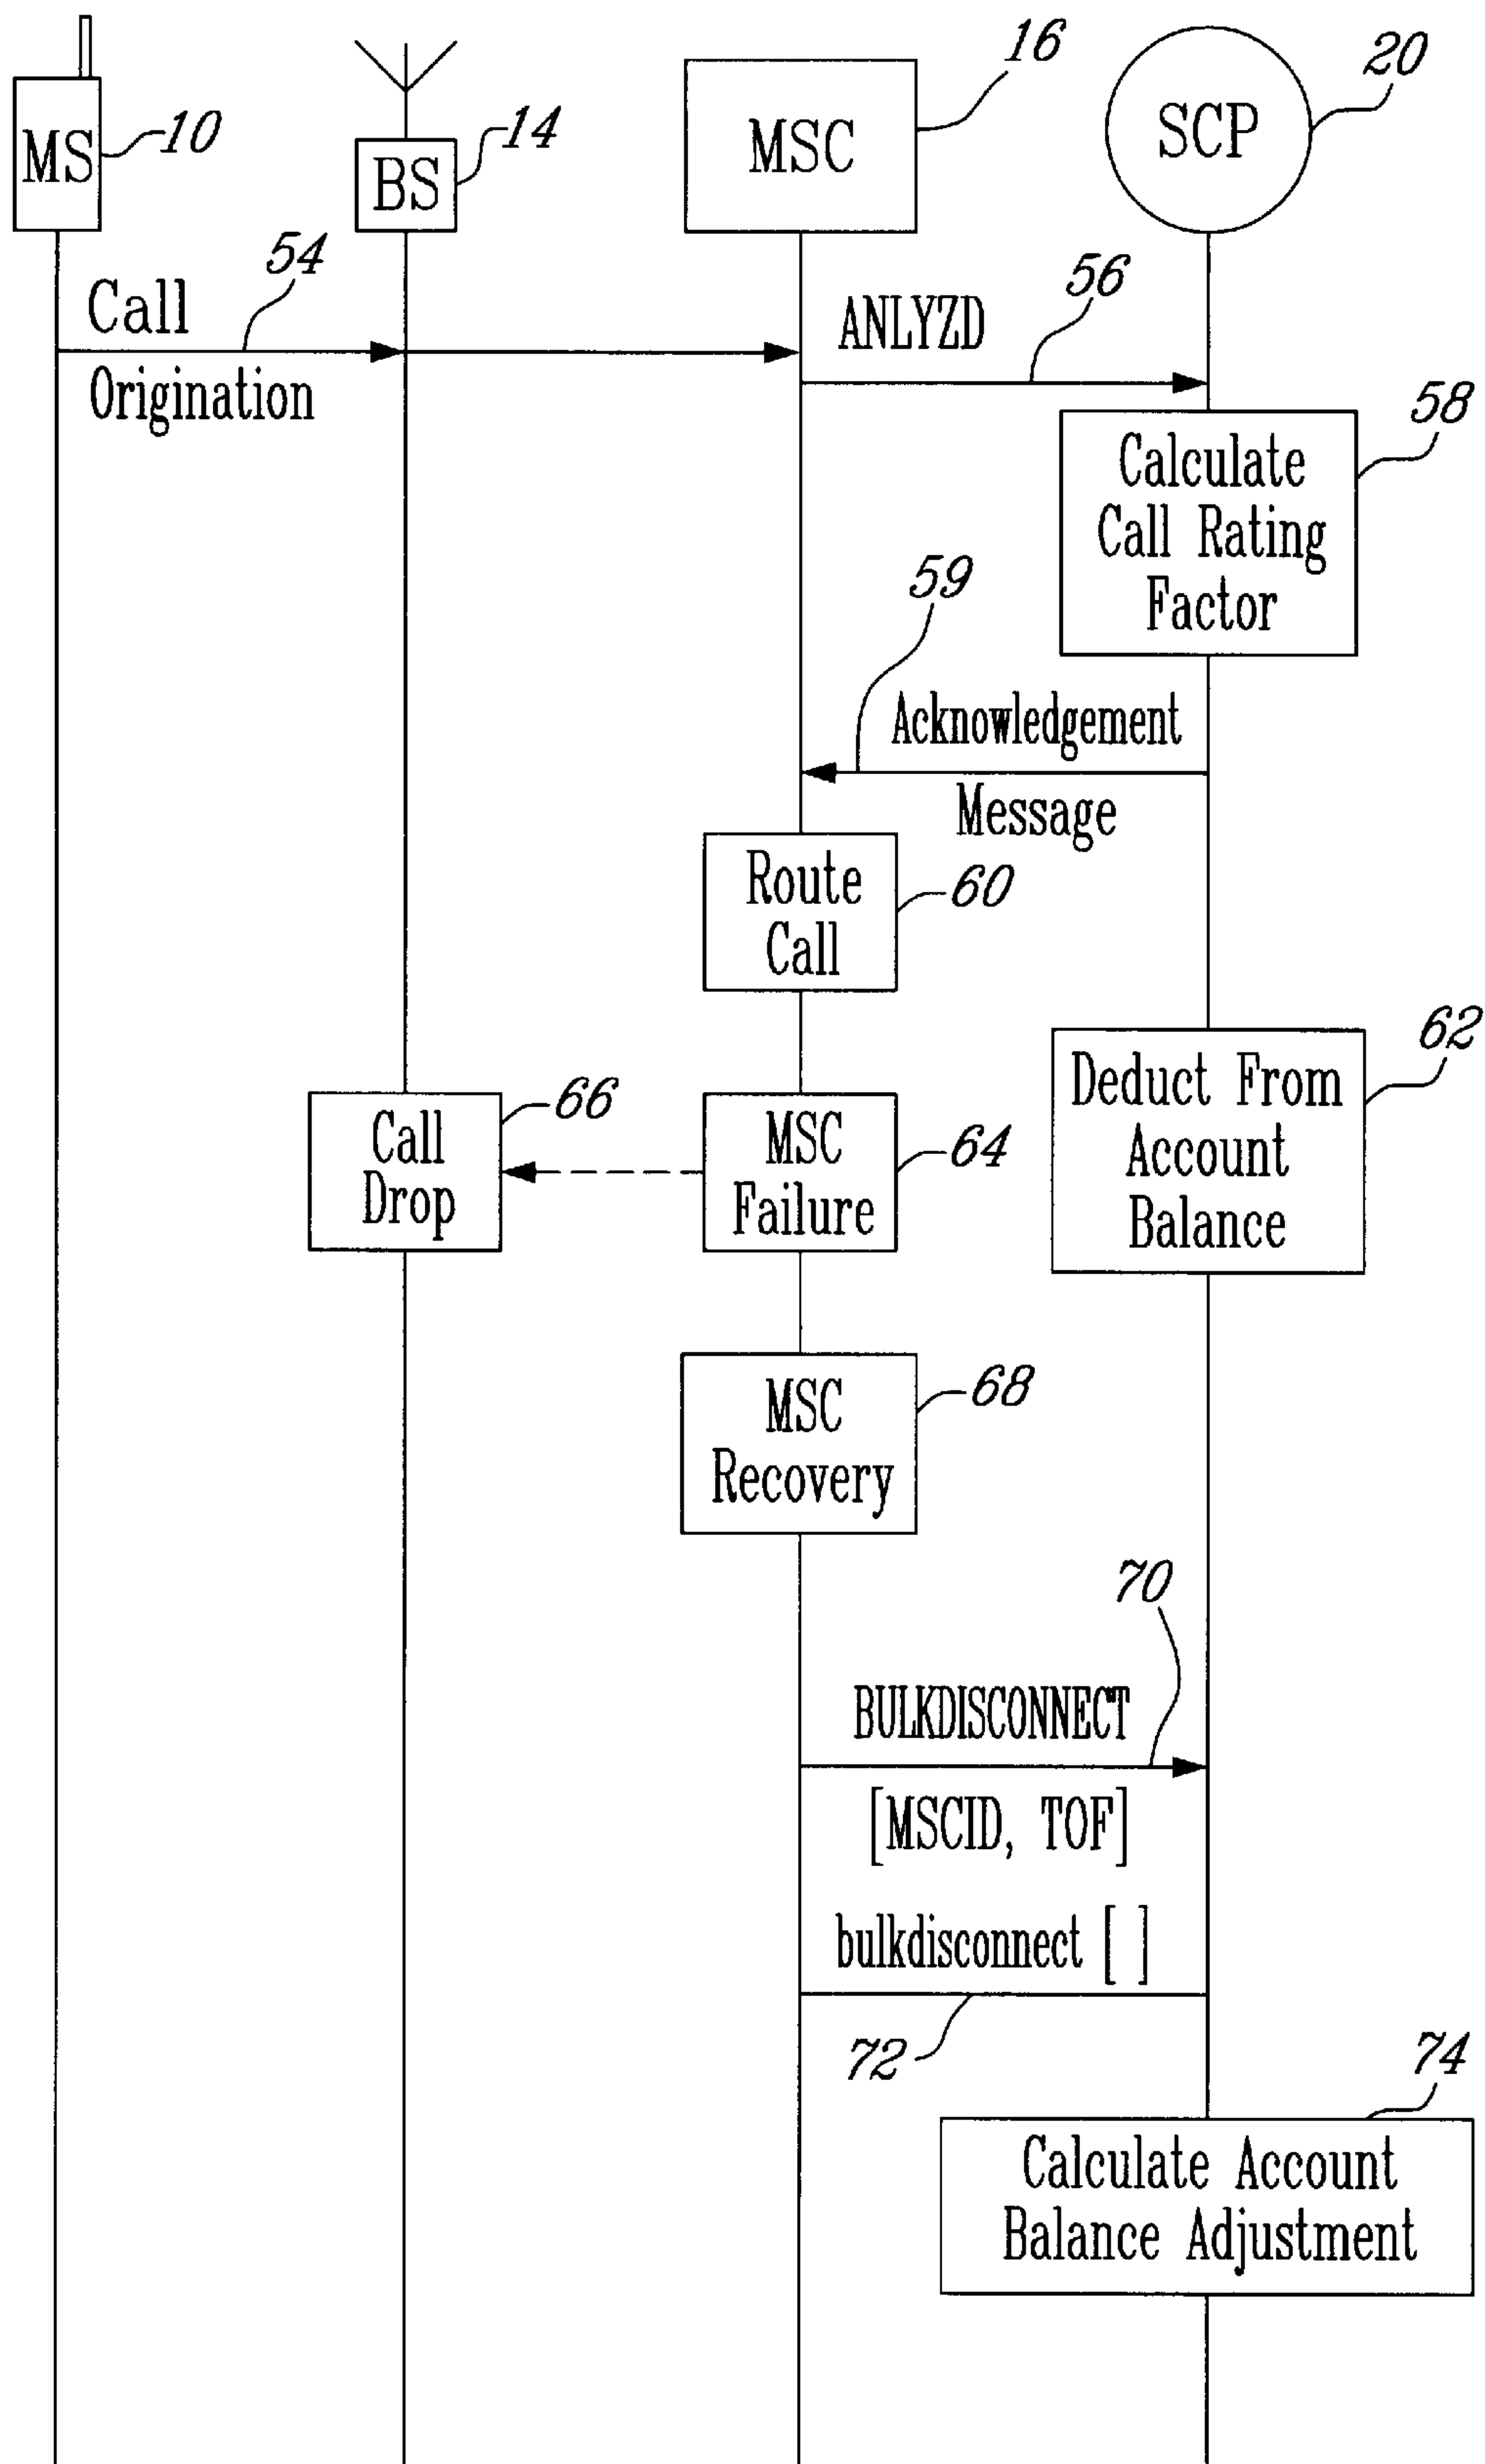 MS
10
BS
14
MSC
16
SCP
20
Call
Origination
54
ANLYZD
56
Calculate
Call Rating
Factor
58
59
Acknowledgement
Message
Route
Call
60
Deduct From
Account
Balance
62
Call
Drop
66
MSC
Failure
64
MSC
Recovery
68
70
BULKDISCONNECT
[MSCID, TOF]
bulkdisconnect [ ]
72
74
Calculate Account
Balance Adjustment